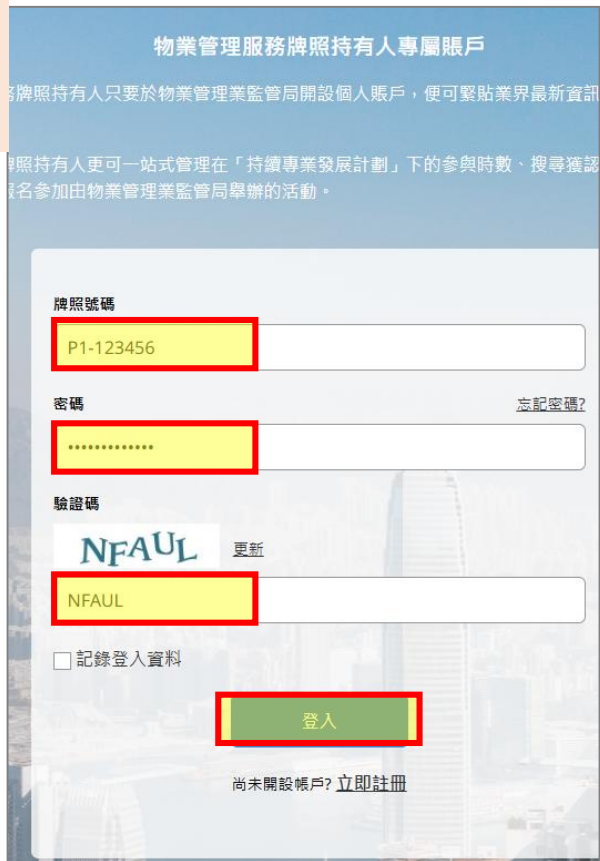 物業管理服務牌照持有人專屬賬戶
牌照持有人只要於物業管理業監管局開設個人賬戶，便可緊貼業界最新資訊
照持有人更可一站式管理在「持續專業發展計劃」下的參與時數、搜尋獲認
名參加由物業管理業監管局舉辦的活動。
牌照號碼
P1-123456
密碼 忘記密碼?
•••••••••••••
驗證碼
NFAUL 更新
NFAUL
記錄登入資料
登入
尚未開設帳戶? 立即註冊